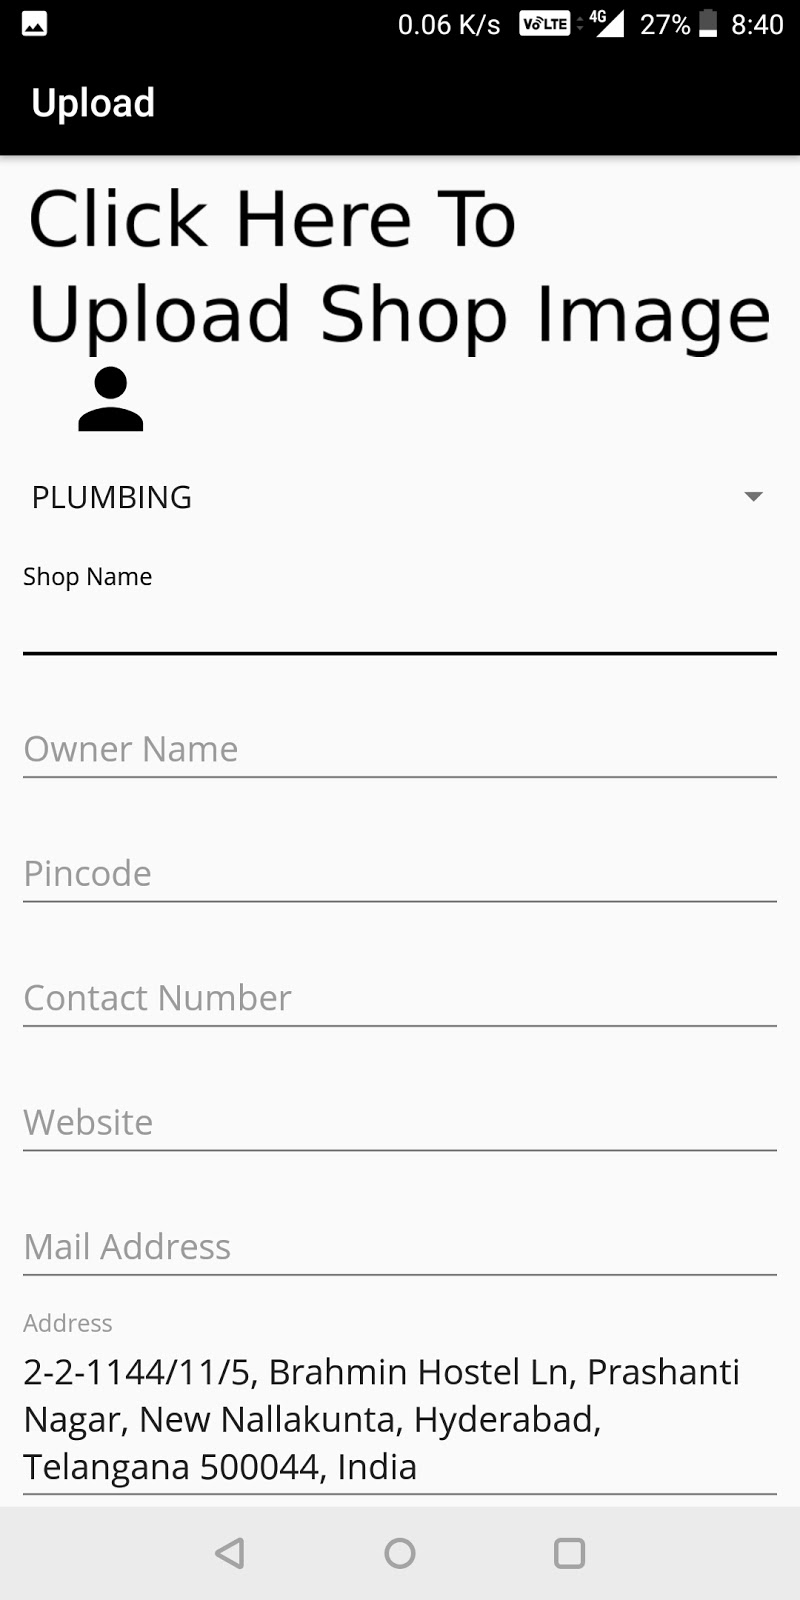 0.06 K/s VoLTE 4G 27% 8:40
Upload
Click Here To
Upload Shop Image
PLUMBING
Shop Name
Owner Name
Pincode
Contact Number
Website
Mail Address
Address
2-2-1144/11/5, Brahmin Hostel Ln, Prashanti
Nagar, New Nallakunta, Hyderabad,
Telangana 500044, India